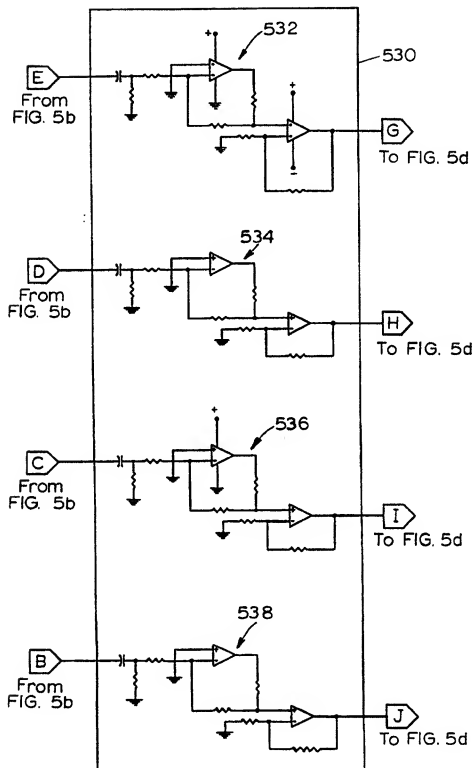 532
530
E
From
FIG. 5b
G
To FIG. 5d
534
D
From
FIG. 5b
H
To FIG. 5d
536
C
From
FIG. 5b
I
To FIG. 5d
538
B
From
FIG. 5b
J
To FIG. 5d